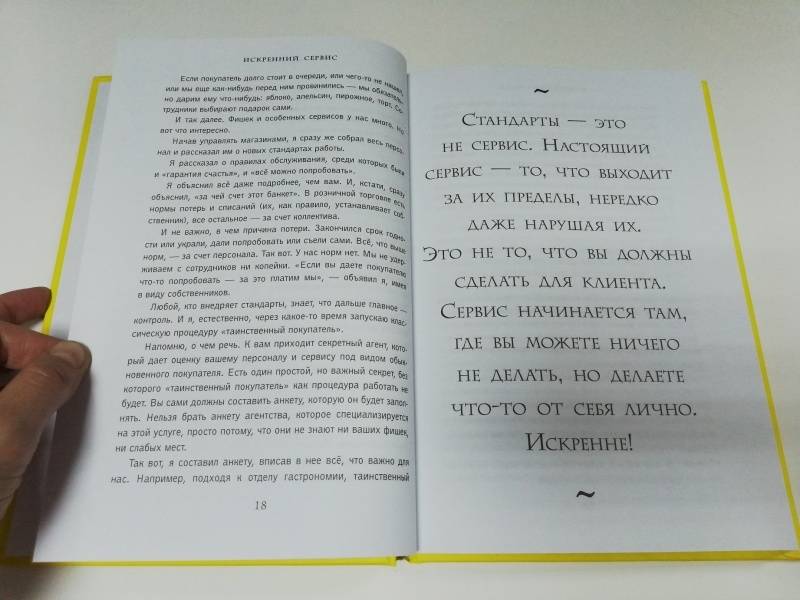 ИСКРЕННИЙ СЕРВИС
Если покупатель долго стоит в очереди, или чего-то не нашел,
или мы еще как-нибудь перед ним провинились — мы обязатель-
но дарим ему что-нибудь: яблоко, апельсин, пирожное, торт. Со-
трудники выбирают подарок сами.
И так далее. Фишек и особенных сервисов у нас много. Но
вот что интересно.
Начав управлять магазинами, я сразу же собрал весь персо-
нал и рассказал им о новых стандартах работы.
Я рассказал о правилах обслуживания, среди которых были
и «гарантия счастья», и «всё можно попробовать».
Я объяснил всё даже подробнее, чем вам. И, кстати, сразу
объяснил, «за чей счет этот банкет». В розничной торговле есть
нормы потерь и списаний (их, как правило, устанавливает соб-
ственник), все остальное — за счет коллектива.
И не важно, в чем причина потери. Закончился срок годно-
сти или украли, дали попробовать или съели сами. Всё, что выше
норм, — за счет персонала. Так вот. У нас норм нет. Мы не удер-
живаем с сотрудников ни копейки. «Если вы даете покупателю
что-то попробовать — за это платим мы», — объявил я, имея
в виду собственников.
Любой, кто внедряет стандарты, знает, что дальше главное —
контроль. И я, естественно, через какое-то время запускаю клас-
сическую процедуру «таинственный покупатель».
Напомню, о чем речь. К вам приходит секретный агент, кото-
рый дает оценку вашему персоналу и сервису под видом обык-
новенного покупателя. Есть один простой, но важный секрет, без
которого «таинственный покупатель» как процедура работать не
будет. Вы сами должны составить анкету, которую он будет запол-
нять. Нельзя брать анкету агентства, которое специализируется
на этой услуге, просто потому, что они не знают ни ваших фишек,
ни слабых мест.
Так вот, я составил анкету, вписав в нее всё, что важно для
нас. Например, подходя к отделу гастрономии, таинственный
18
~
Стандарты — это
не сервис. Настоящий
сервис — то, что выходит
за их пределы, нередко
даже нарушая их.
Это не то, что вы должны
сделать для клиента.
Сервис начинается там,
где вы можете ничего
не делать, но делаете
что-то от себя лично.
Искренне!
~